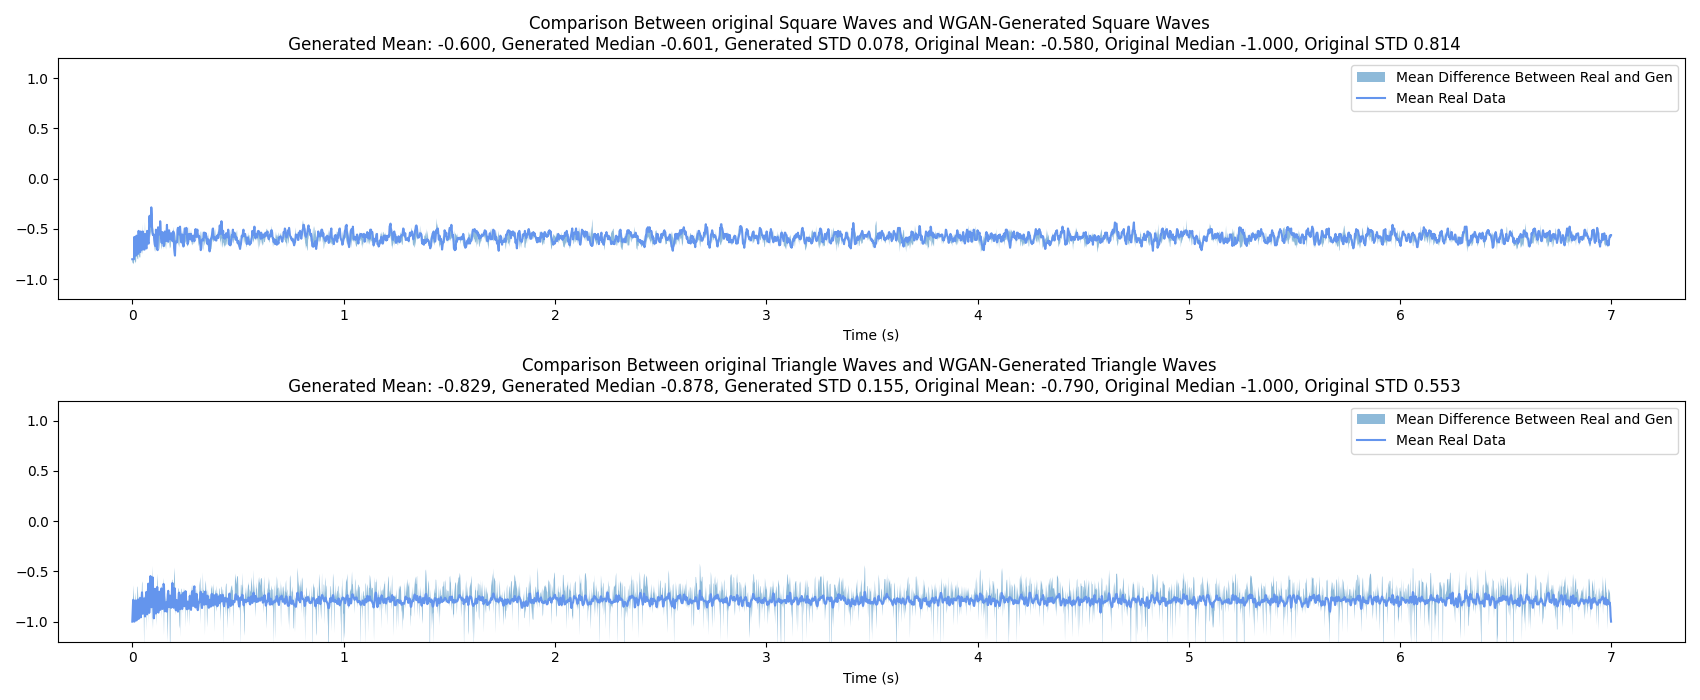 Comparison Between original Square Waves and WGAN-Generated Square Waves
Generated Mean: -0.600, Generated Median -0.601, Generated STD 0.078, Original Mean: -0.580, Original Median -1.000, Original STD 0.814
1.0
0.5
0.0
−0.5
−1.0
Mean Difference Between Real and Gen
Mean Real Data
0 1 2 3 4 5 6 7
Time (s)
Comparison Between original Triangle Waves and WGAN-Generated Triangle Waves
Generated Mean: -0.829, Generated Median -0.878, Generated STD 0.155, Original Mean: -0.790, Original Median -1.000, Original STD 0.553
1.0
0.5
0.0
−0.5
−1.0
Mean Difference Between Real and Gen
Mean Real Data
0 1 2 3 4 5 6 7
Time (s)